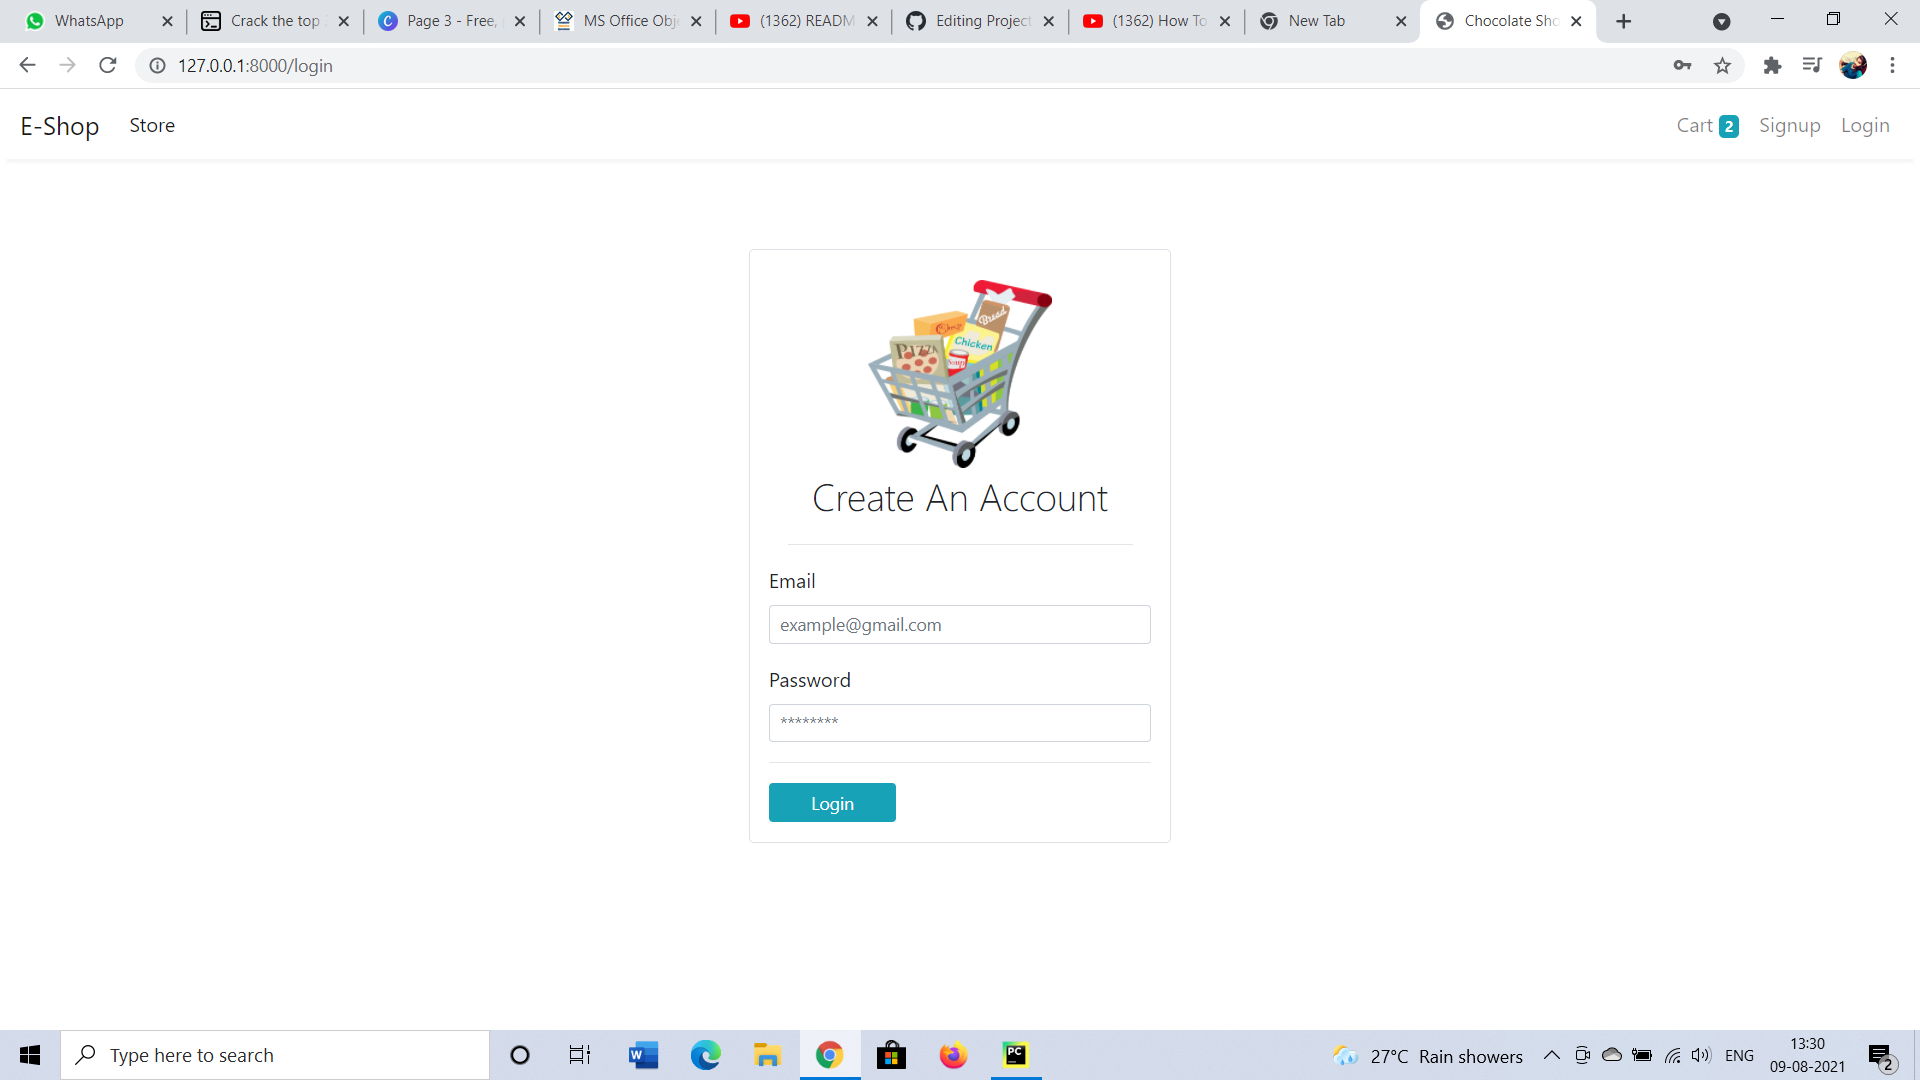 WhatsApp
Crack the top
Page 3 - Free,
MS Office Obj
(1362) READM
Editing Project
(1362) How To
New Tab
Chocolate Sho
127.0.0.1:8000/login
E-Shop Store Cart 2 Signup Login
Bread
Chicken
PIZZA
Soup
Create An Account
Email
example@gmail.com
Password
********
Login
Type here to search
W
PC
27°C Rain showers
ENG
13:30
09-08-2021
2